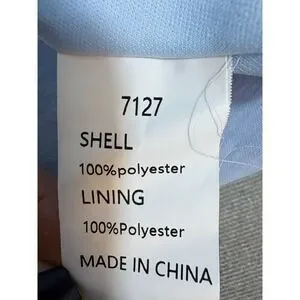 7127
SHELL
100%polyester
LINING
100%Polyester
MADE IN CHINA